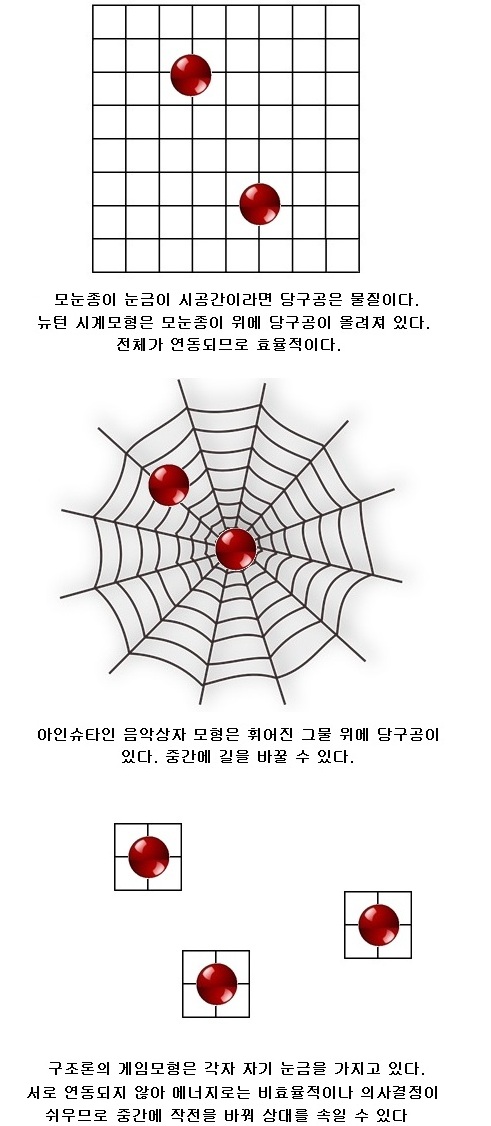 모눈종이 눈금이 시공간이라면 당구공은 물질이다.
뉴턴 시계모형은 모눈종이 위에 당구공이 올려져 있다.
전체가 연동되므로 효율적이다.
아인슈타인 음악상자 모형은 휘어진 그물 위에 당구공이
있다. 중간에 길을 바꿀 수 있다.
구조론의 게임모형은 각자 자기 눈금을 가지고 있다.
서로 연동되지 않아 에너지로는 비효율적이나 의사결정이
쉬우므로 중간에 작전을 바꿔 상대를 속일 수 있다